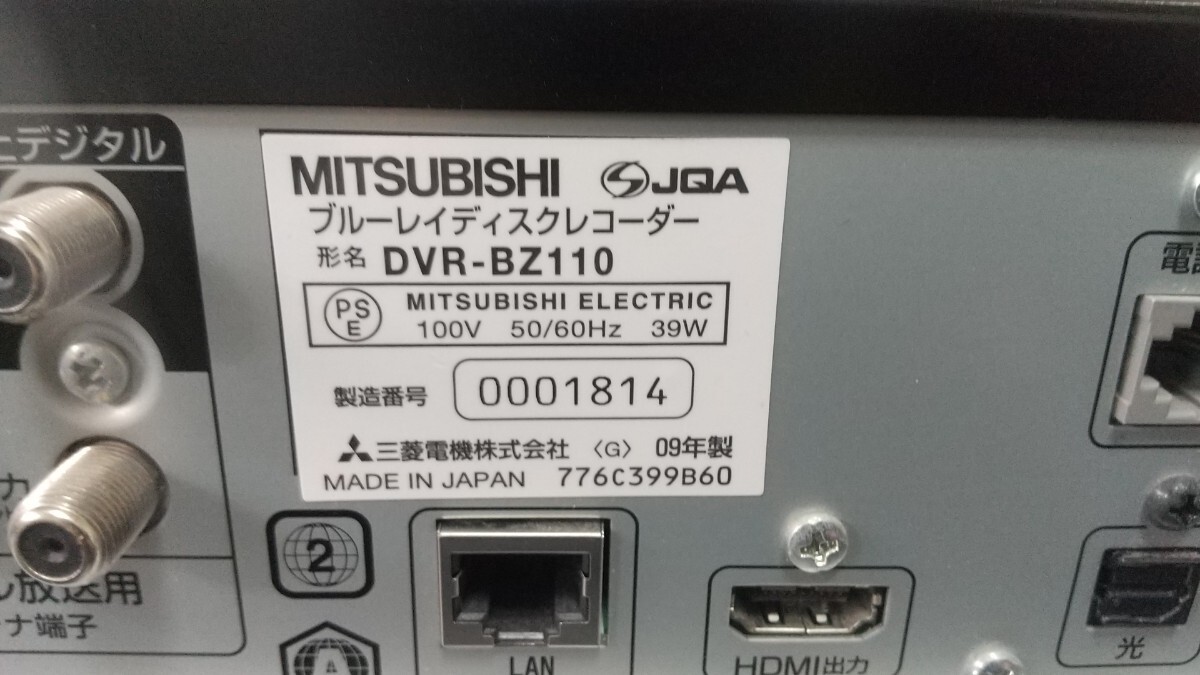 デジタル
MITSUBISHI JQA
ブルーレイディスクレコーダー
形名 DVR-BZ110
PSE MITSUBISHI ELECTRIC
100V 50/60Hz 39W
製造番号 0001814
三菱電機株式会社 〈G〉 09年製
MADE IN JAPAN 776C399B60
電
力
放送用
ナ端子
2
A
LAN
HDMI出力
光